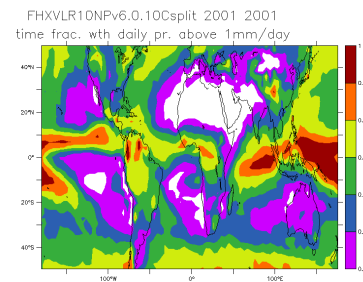 FHXVLR10NPv6.0.10Csplit 2001 2001
time frac. wth daily pr. above 1mm/day
40°N
20°N
0°
20°S
40°S
100°W
0°
100°E